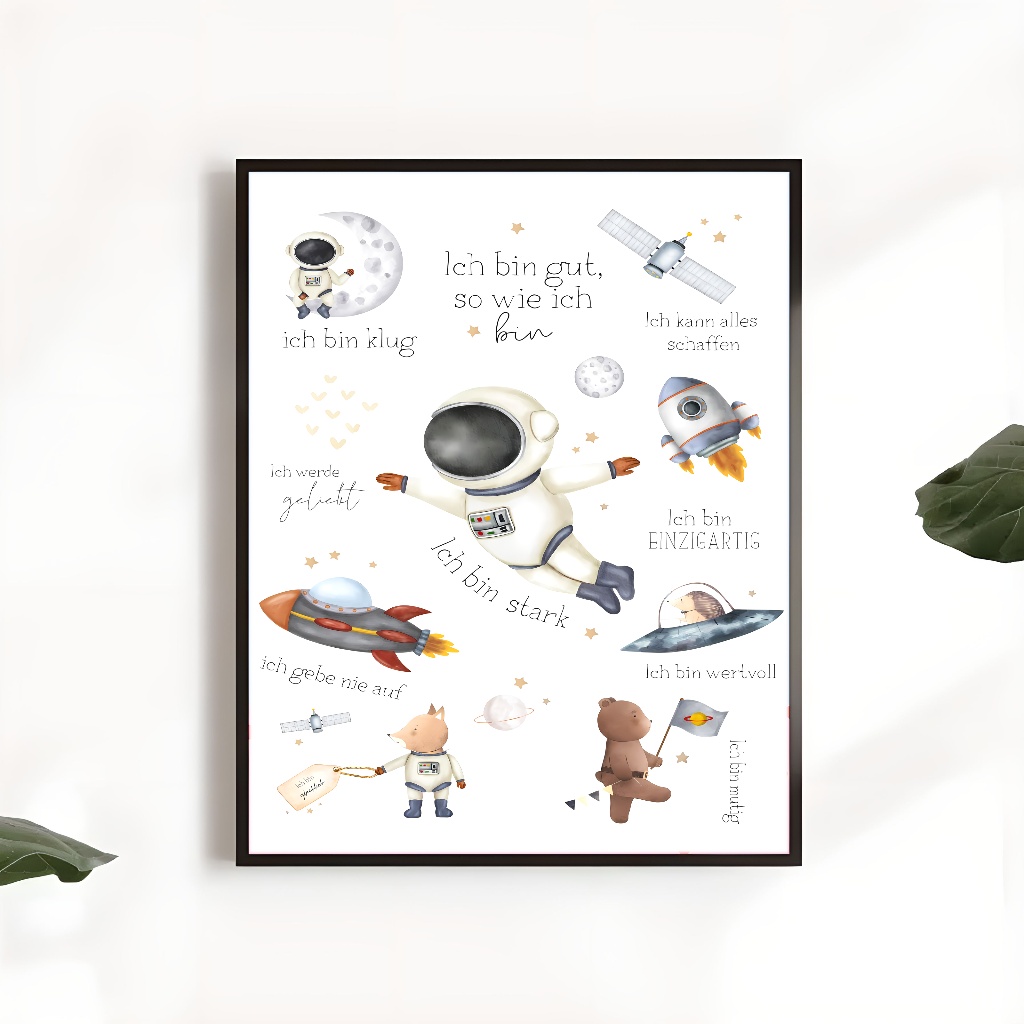 Ich bin gut,
so wie ich
bin
ich bin klug
Ich kann alles
schaffen
ich werde
geliebt
Ich bin
EINZIGARTIG
Ich bin stark
ich gebe nie auf
Ich bin wertvoll
ich bin mutig